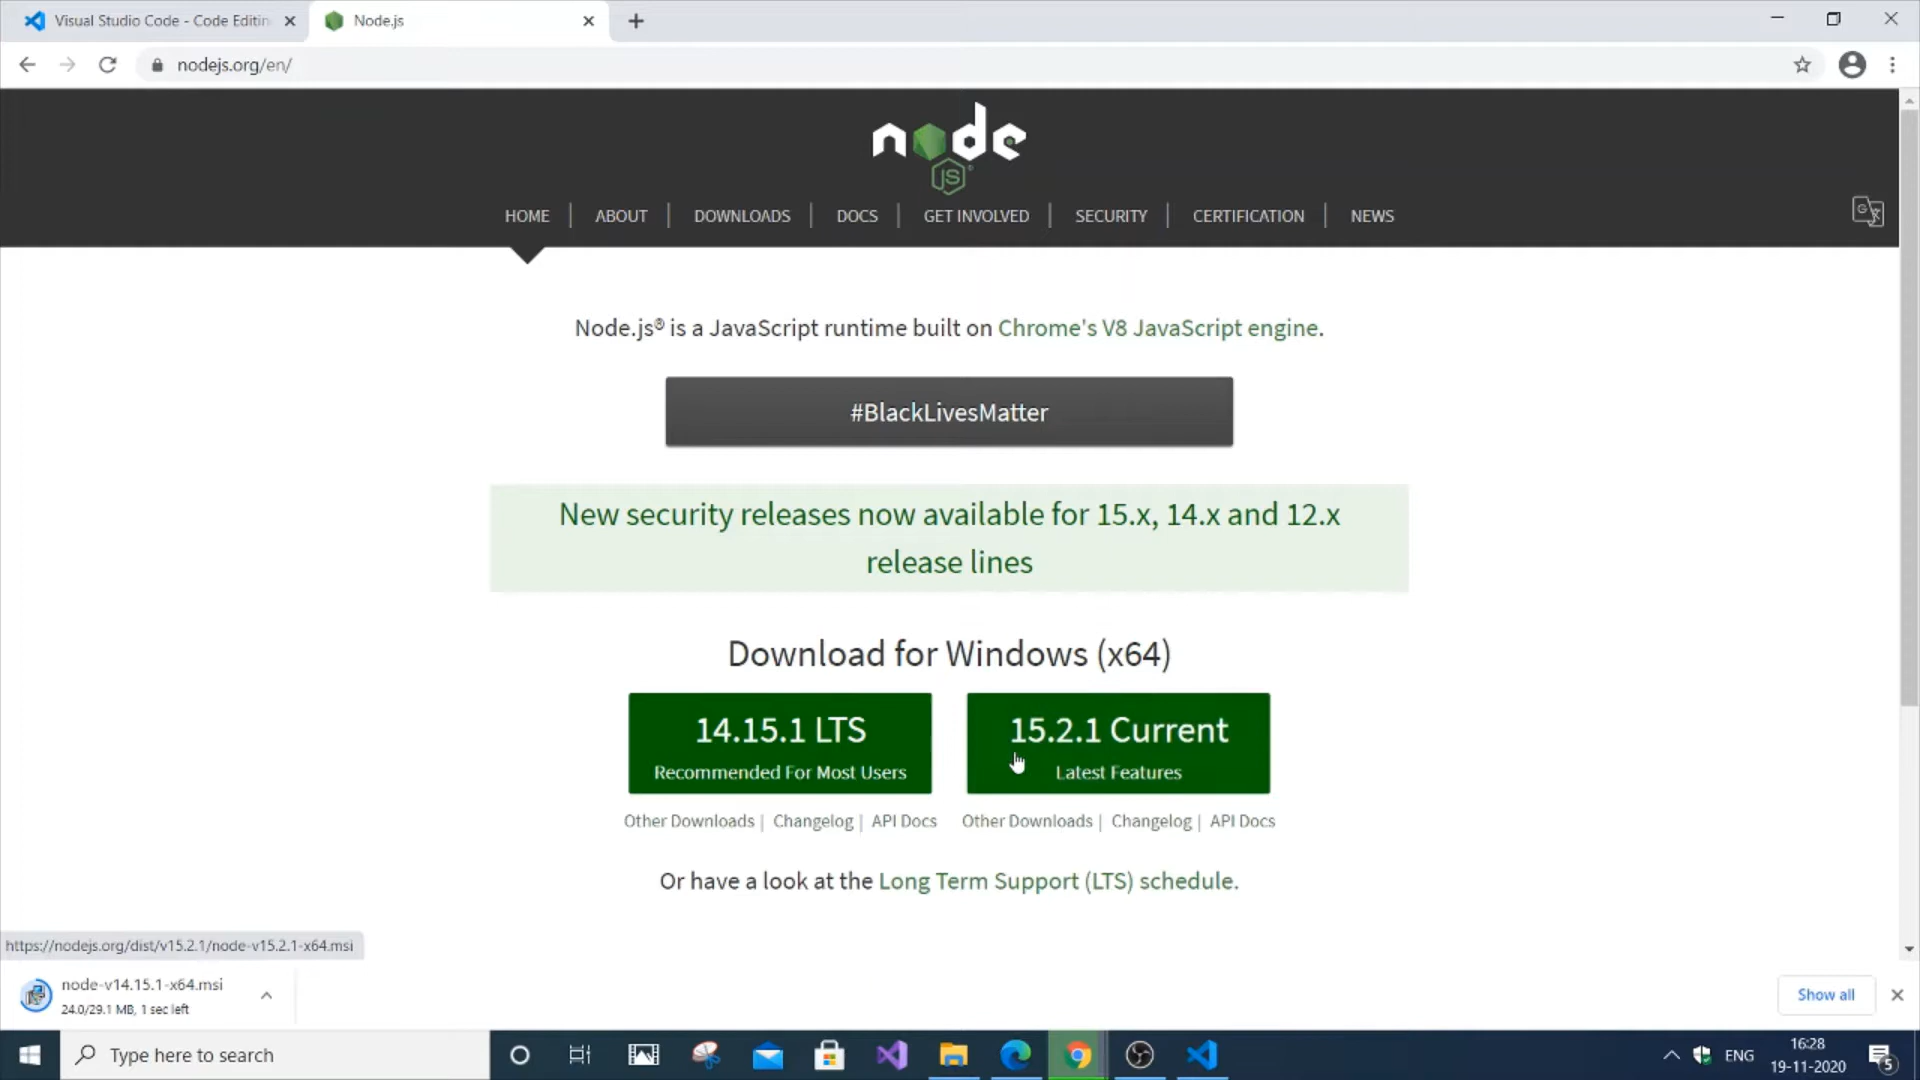 Visual Studio Code - Code Editin
Node.js
nodejs.org/en/
node
JS
HOME
ABOUT
DOWNLOADS
DOCS
GET INVOLVED
SECURITY
CERTIFICATION
NEWS
Node.js® is a JavaScript runtime built on Chrome's V8 JavaScript engine.
#BlackLivesMatter
New security releases now available for 15.x, 14.x and 12.x
release lines
Download for Windows (x64)
14.15.1 LTS
Recommended For Most Users
15.2.1 Current
Latest Features
Other Downloads | Changelog | API Docs
Other Downloads | Changelog | API Docs
Or have a look at the Long Term Support (LTS) schedule.
https://nodejs.org/dist/v15.2.1/node-v15.2.1-x64.msi
node-v14.15.1-x64.msi
24.0/29.1 MB, 1 sec left
Show all
Type here to search
ENG
16:28
19-11-2020
5